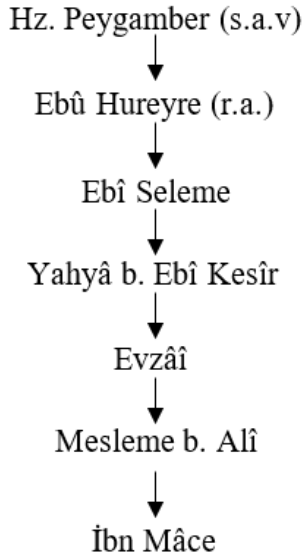 Hz. Peygamber (s.a.v)
Ebû Hureyre (r.a.)
Ebî Seleme
Yahyâ b. Ebî Kesîr
Evzâî
Mesleme b. Alî
İbn Mâce